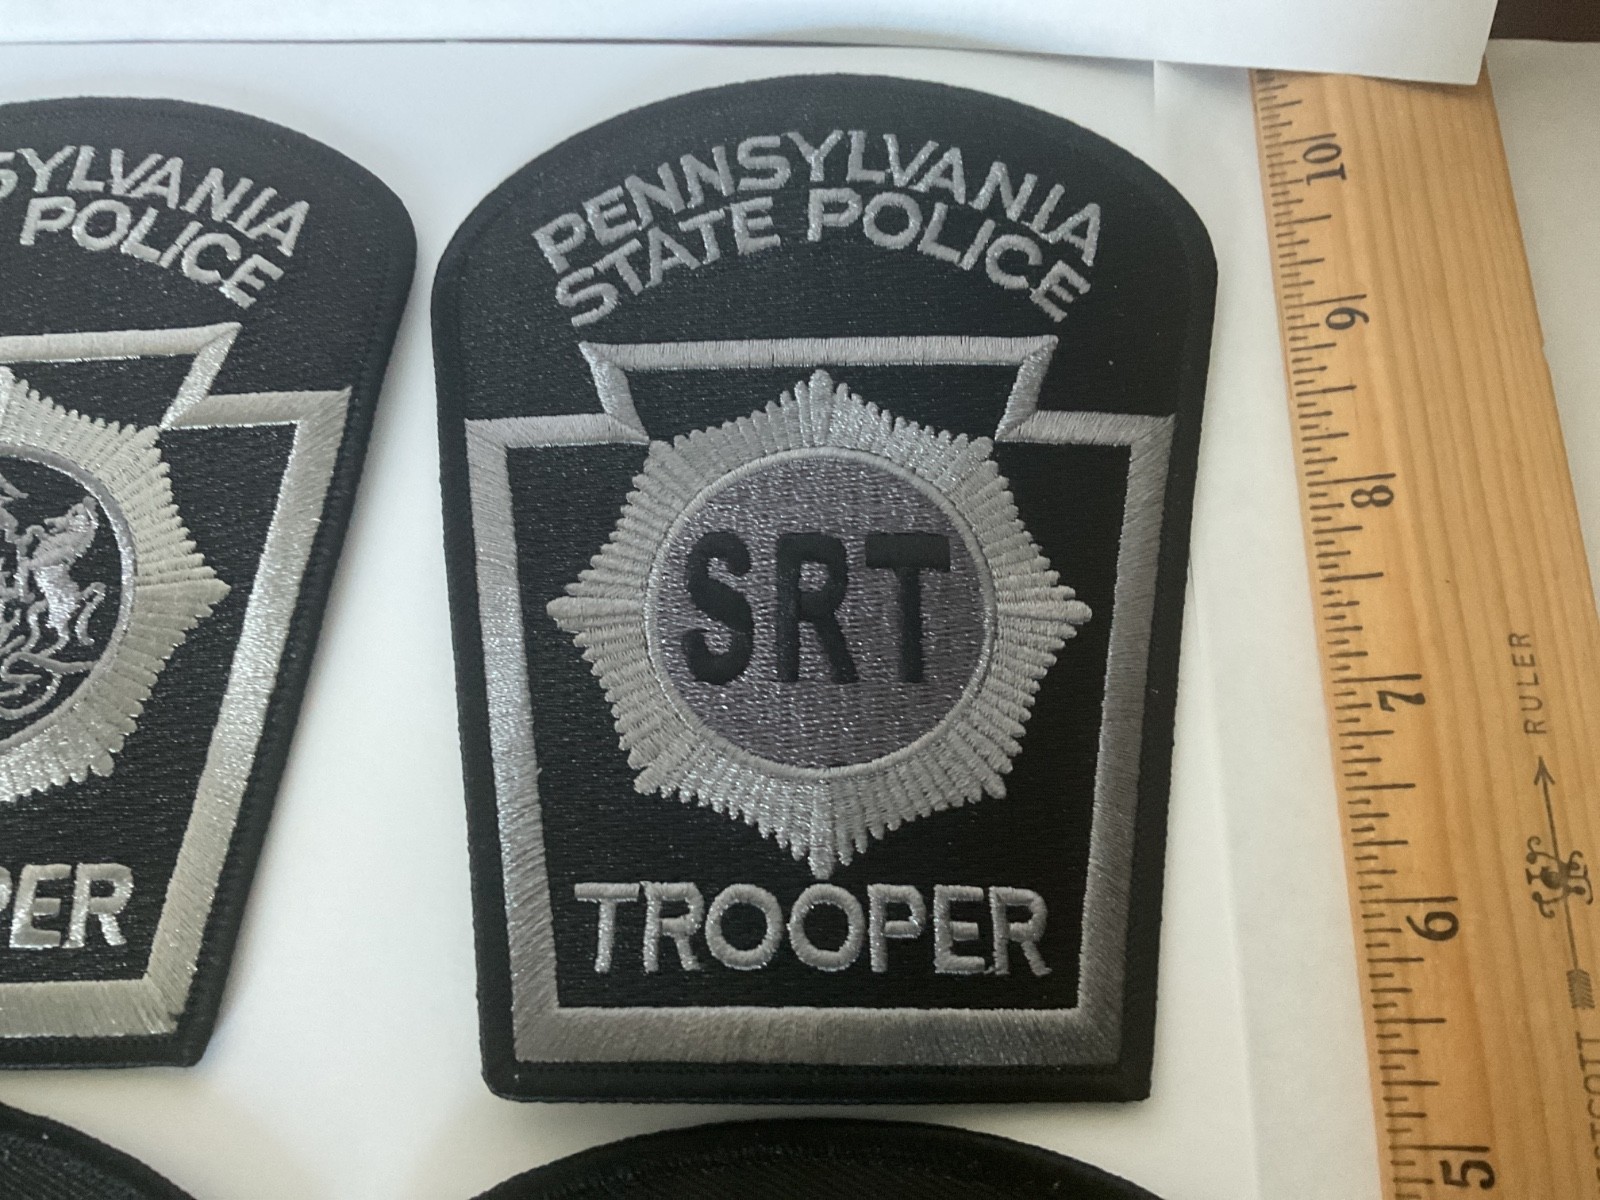 SYLVANIA
POLICE
PER
PENNSYLVANIA
STATE POLICE
SRT
TROOPER
10
9
8
7
6
5
RULER